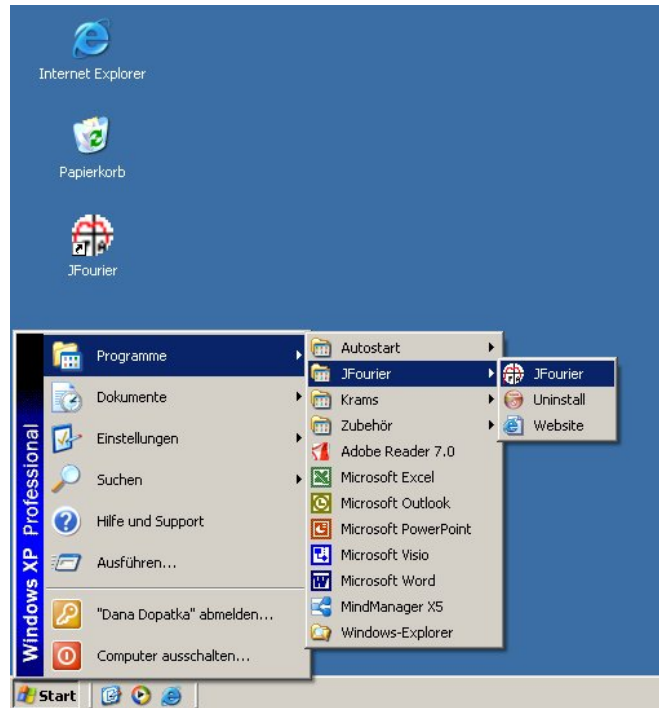 Internet Explorer
Papierkorb
JFourier
Windows XP Professional
Programme
Dokumente
Einstellungen
Suchen
Hilfe und Support
Ausführen...
"Dana Dopatka" abmelden...
Computer ausschalten...
Autostart
JFourier
Krams
Zubehör
Adobe Reader 7.0
Microsoft Excel
Microsoft Outlook
Microsoft PowerPoint
Microsoft Visio
Microsoft Word
MindManager X5
Windows-Explorer
JFourier
Uninstall
Website
Start